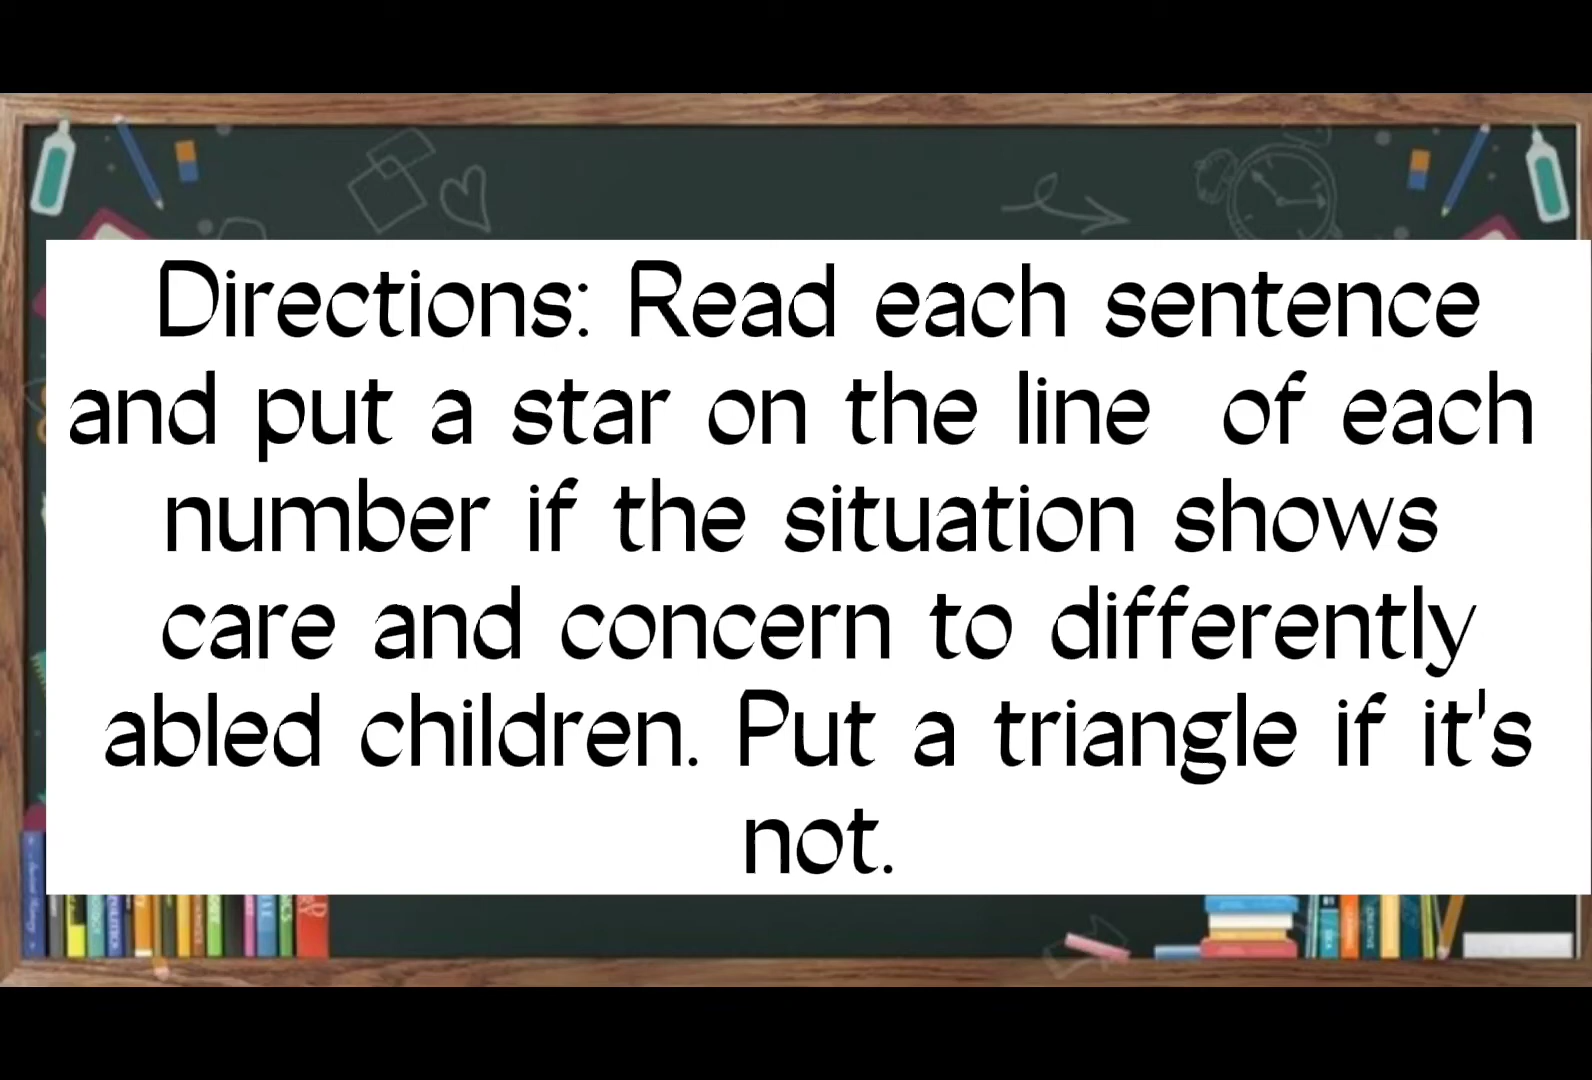 Directions: Read each sentence
and put a star on the line of each
number if the situation shows
care and concern to differently
abled children. Put a triangle if it's
not.